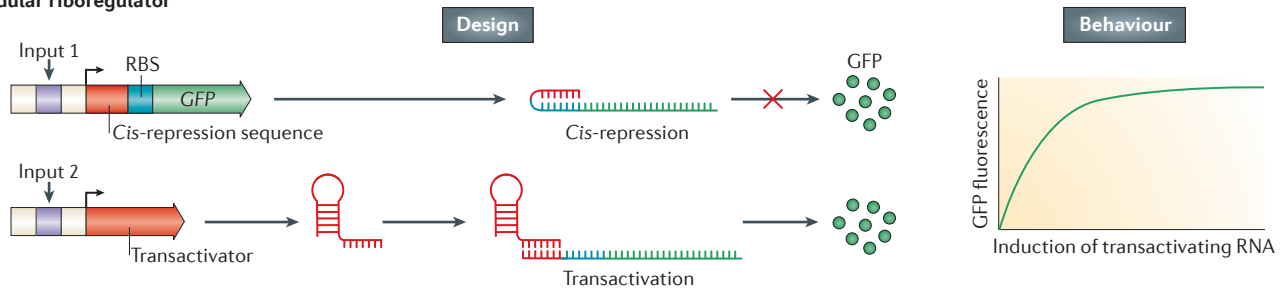 Design
Behaviour
Input 1
RBS
GFP
GFP
Cis-repression sequence
Cis-repression
Input 2
Transactivator
Transactivation
GFP fluorescence
Induction of transactivating RNA